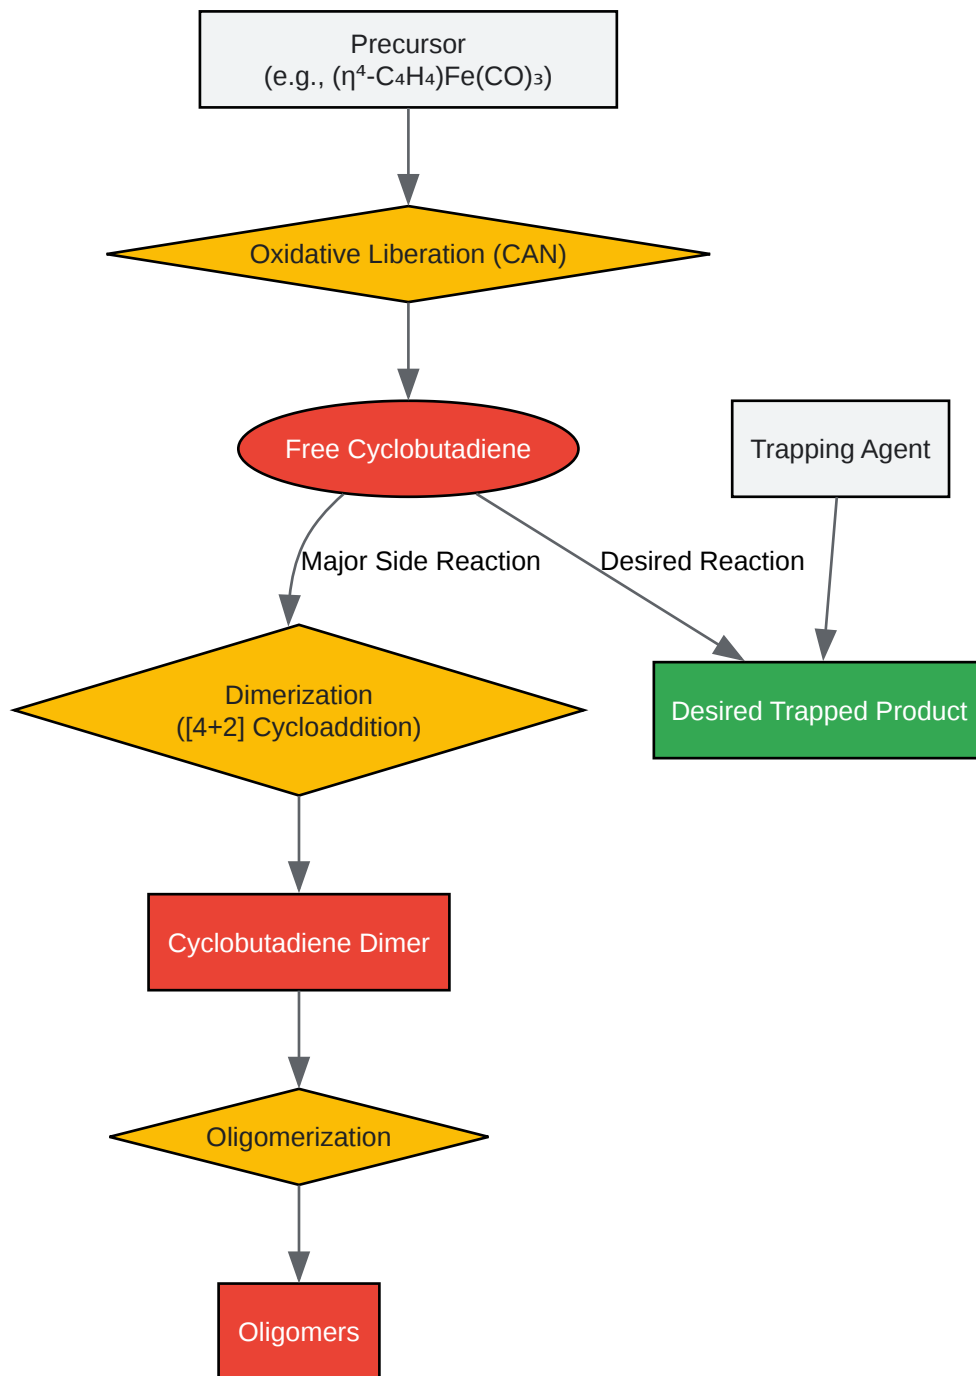 Precursor
(e.g., (η⁴-C₄H₄)Fe(CO)₃)
Oxidative Liberation (CAN)
Free Cyclobutadiene
Trapping Agent
Major Side Reaction
Desired Reaction
Dimerization
([4+2] Cycloaddition)
Desired Trapped Product
Cyclobutadiene Dimer
Oligomerization
Oligomers